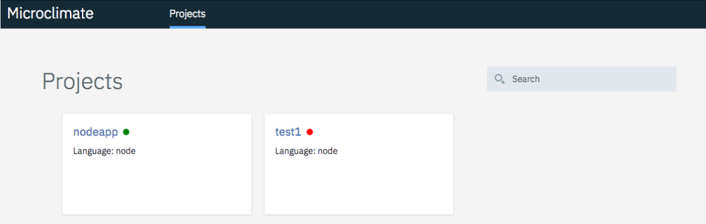 Microclimate
Projects
Projects
Search
nodeapp
Language: node
test1
Language: node